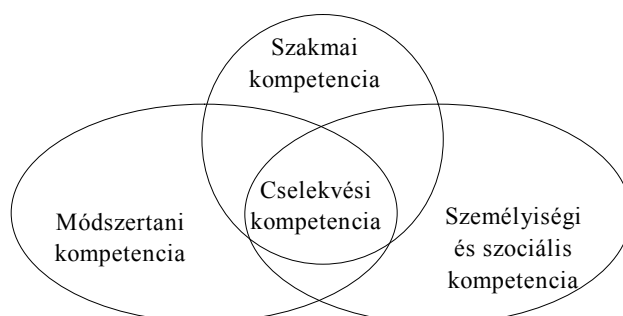 Szakmai
kompetencia
Cselekvési
kompetencia
Módszertani
kompetencia
Személyiségi
és szociális
kompetencia